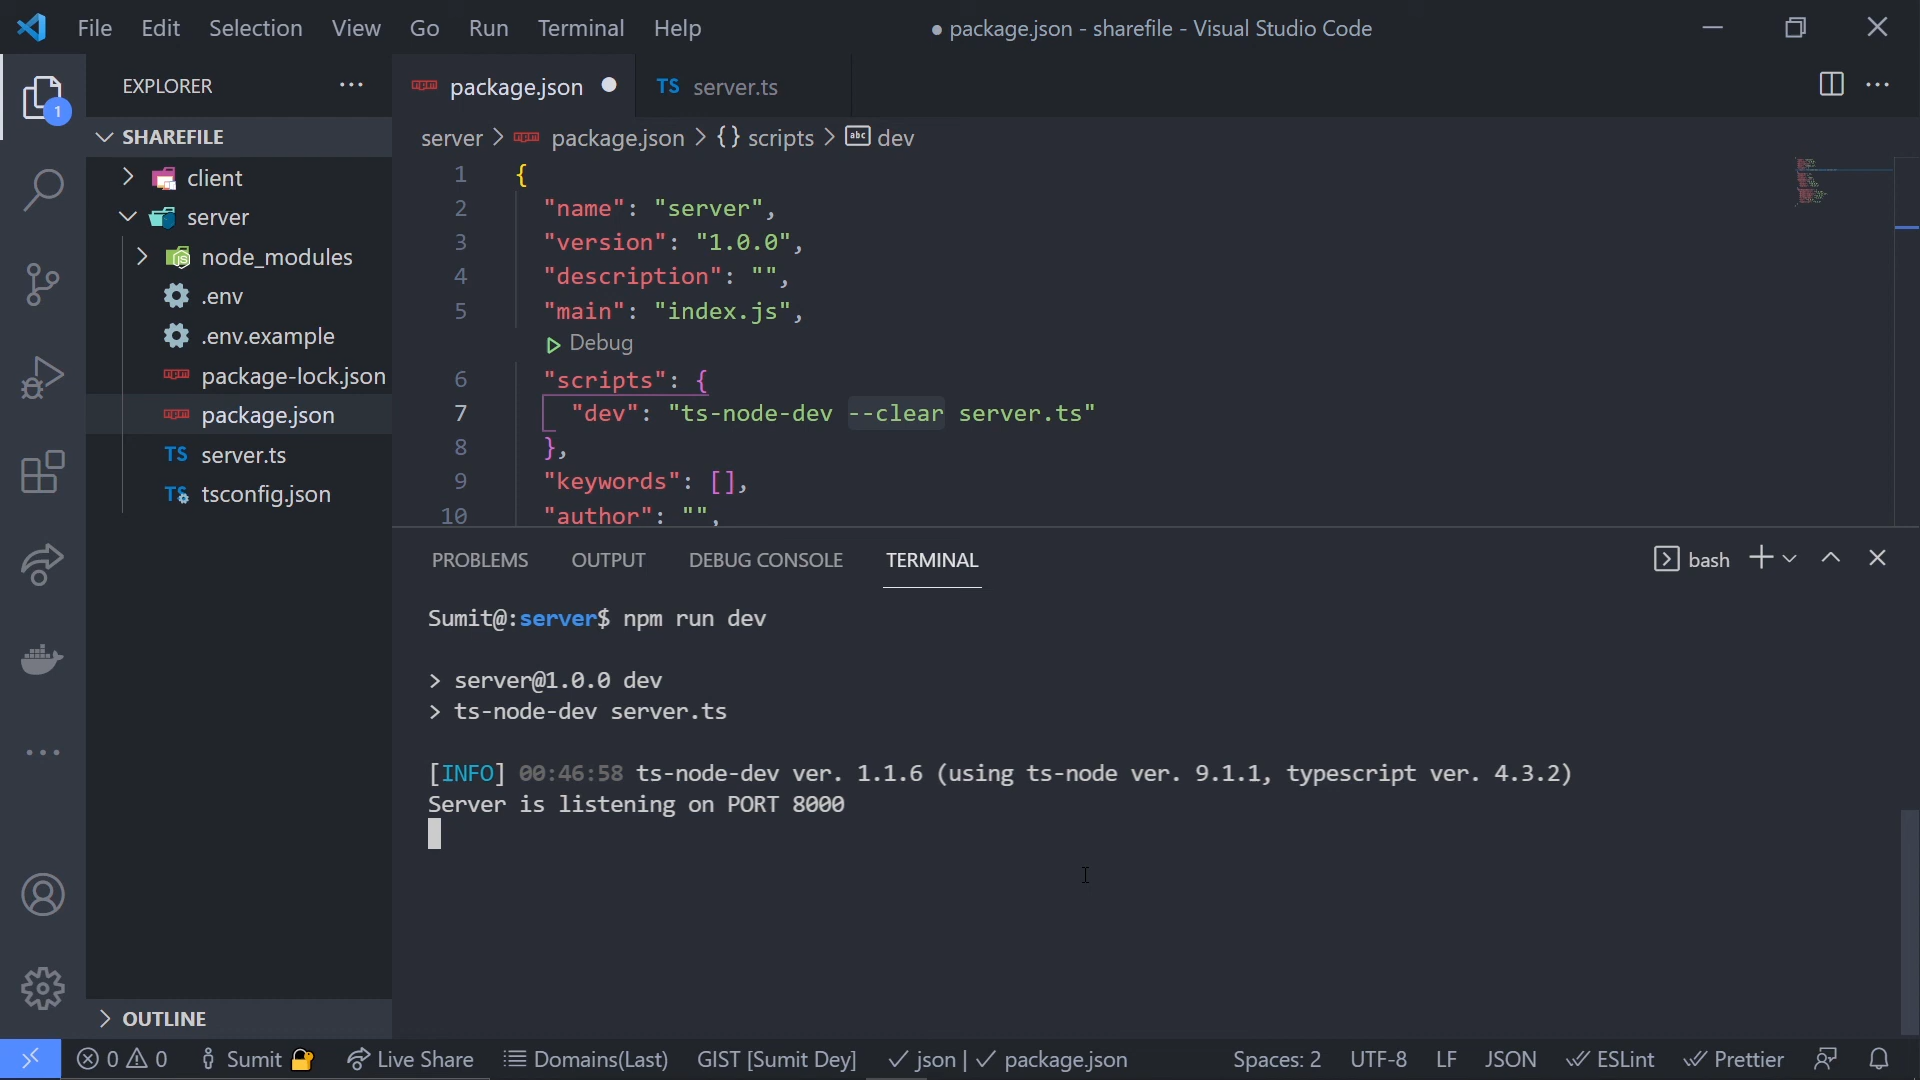 File Edit Selection View Go Run Terminal Help
● package.json - sharefile - Visual Studio Code
1
EXPLORER
SHAREFILE
client
server
node_modules
.env
.env.example
package-lock.json
package.json
server.ts
tsconfig.json
OUTLINE
package.json
TS server.ts
server > package.json > {} scripts > abc dev
1 {
2 "name": "server",
3 "version": "1.0.0",
4 "description": "",
5 "main": "index.js",
Debug
6 "scripts": {
7 "dev": "ts-node-dev --clear server.ts"
8 },
9 "keywords": [],
10 "author": "",
PROBLEMS OUTPUT DEBUG CONSOLE TERMINAL
bash
Sumit@:server$ npm run dev
> server@1.0.0 dev
> ts-node-dev server.ts
[INFO] 00:46:58 ts-node-dev ver. 1.1.6 (using ts-node ver. 9.1.1, typescript ver. 4.3.2)
Server is listening on PORT 8000
0 0 Sumit Live Share Domains(Last) GIST [Sumit Dey] json | package.json Spaces: 2 UTF-8 LF JSON ESLint Prettier